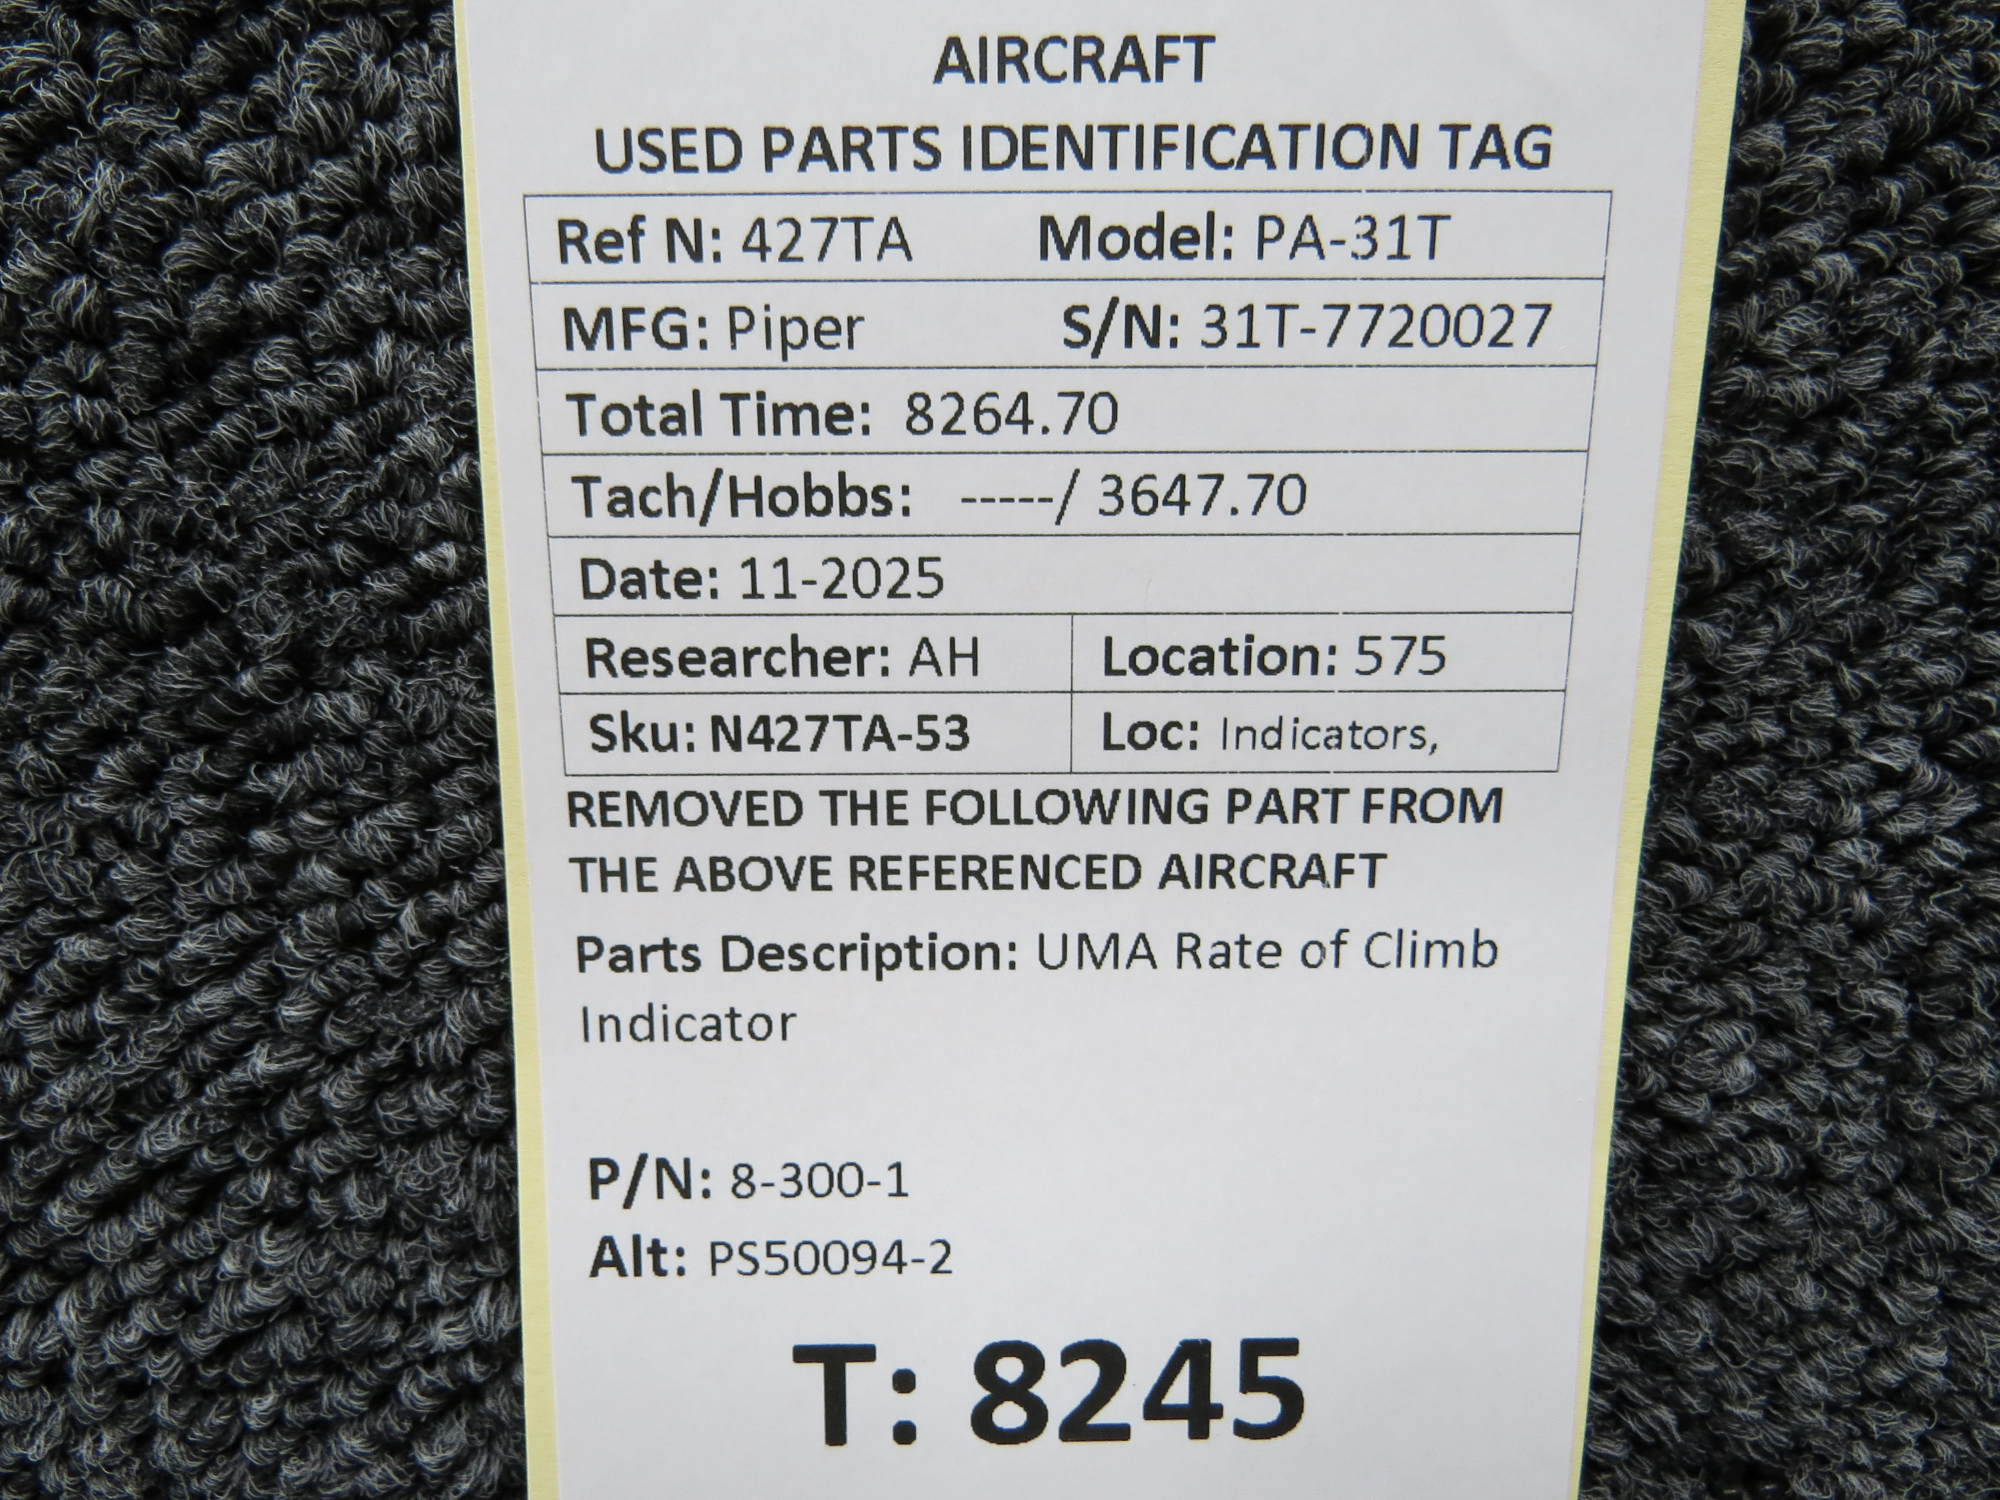 AIRCRAFT
USED PARTS IDENTIFICATION TAG
Ref N: 427TA Model: PA-31T
MFG: Piper S/N: 31T-7720027
Total Time: 8264.70
Tach/Hobbs: -----/ 3647.70
Date: 11-2025
Researcher: AH Location: 575
Sku: N427TA-53 Loc: Indicators,
REMOVED THE FOLLOWING PART FROM
THE ABOVE REFERENCED AIRCRAFT
Parts Description: UMA Rate of Climb
Indicator
P/N: 8-300-1
Alt: PS50094-2
T: 8245